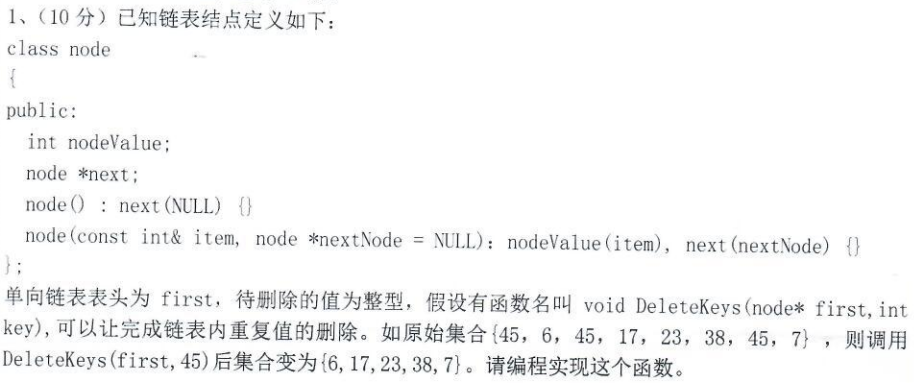 1、（10 分）已知链表结点定义如下：
class node
{
public:
int nodeValue;
node *next;
node() : next(NULL) {}
node(const int& item, node *nextNode = NULL): nodeValue(item), next(nextNode) {}
};
单向链表表头为 first，待删除的值为整型，假设有函数名叫 void DeleteKeys(node* first,int
key),可以让完成链表内重复值的删除。如原始集合{45, 6, 45, 17, 23, 38, 45, 7} ，则调用
DeleteKeys(first,45)后集合变为{6,17,23,38,7}。请编程实现这个函数。